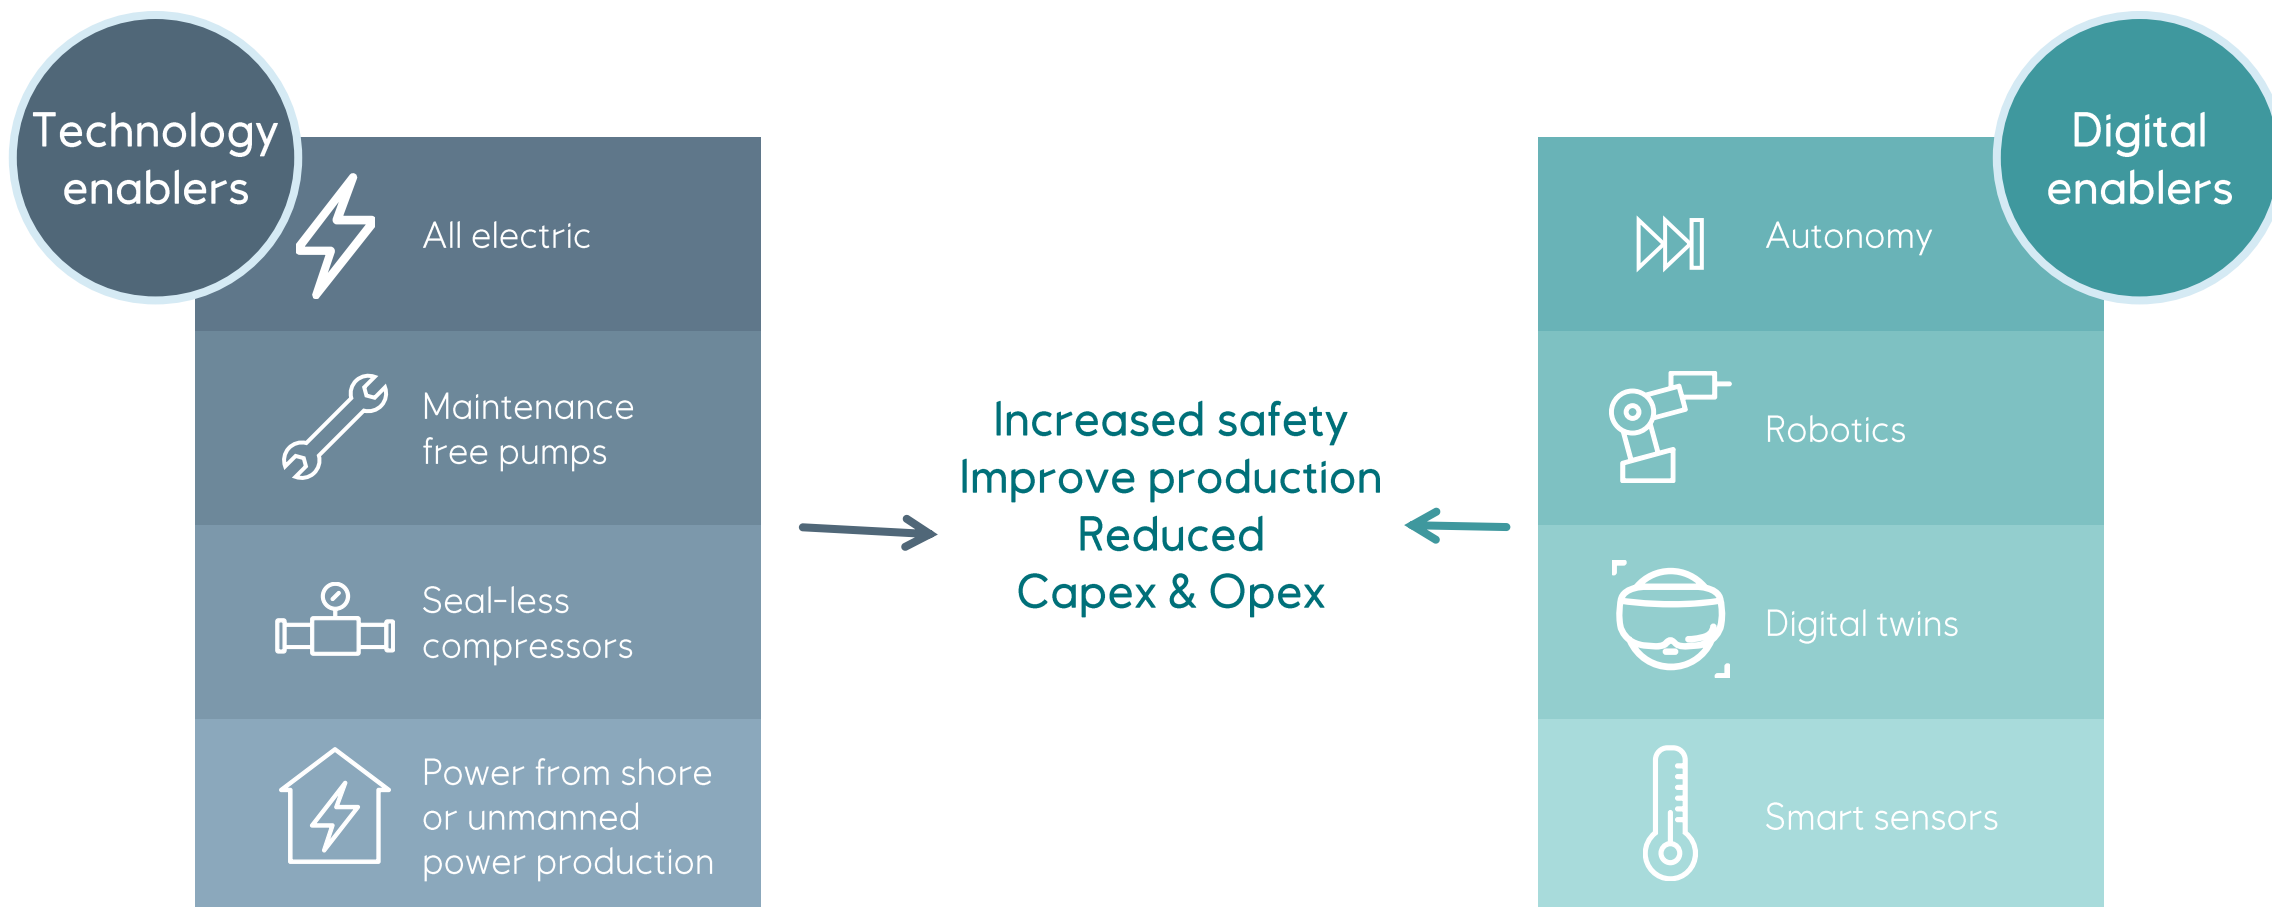 Technology
enablers
All electric
Maintenance
free pumps
Seal-less
compressors
Power from shore
or unmanned
power production
Increased safety
Improve production
Reduced
Capex & Opex
Digital
enablers
Autonomy
Robotics
Digital twins
Smart sensors